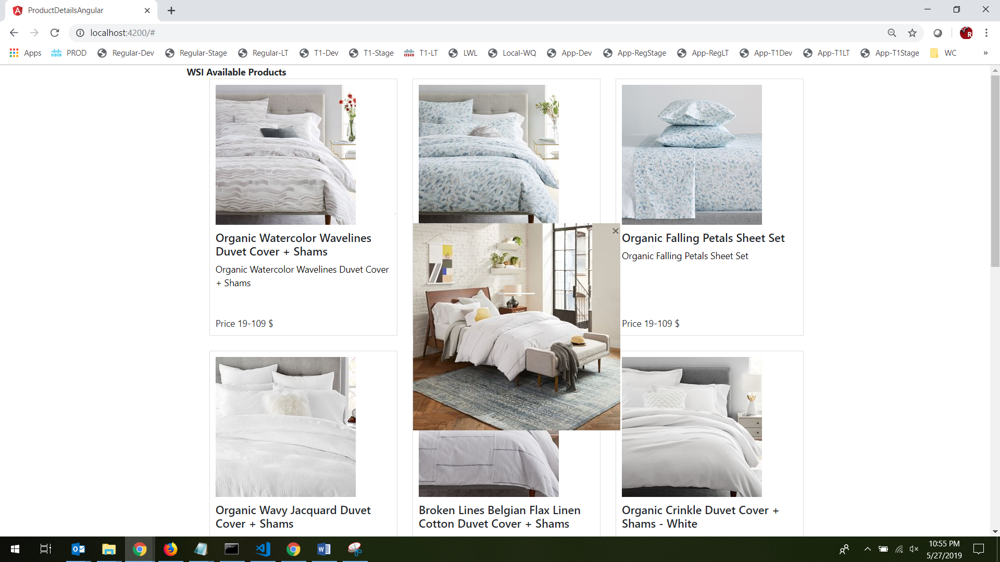 ProductDetailsAngular
localhost:4200/#
Apps
CISCO PROD
Regular-Dev
Regular-Stage
Regular-LT
T1-Dev
T1-Stage
CISCO T1-LT
LWL
Local-WQ
App-Dev
App-RegStage
App-RegLT
App-T1Dev
App-T1LT
App-T1Stage
WC
»
WSI Available Products
Organic Watercolor Wavelines
Duvet Cover + Shams
Organic Watercolor Wavelines Duvet Cover
+ Shams
Price 19-109 $
Organic Falling Petals Sheet Set
Organic Falling Petals Sheet Set
Price 19-109 $
Organic Wavy Jacquard Duvet
Cover + Shams
Broken Lines Belgian Flax Linen
Cotton Duvet Cover + Shams
Organic Crinkle Duvet Cover +
Shams - White
10:55 PM
5/27/2019